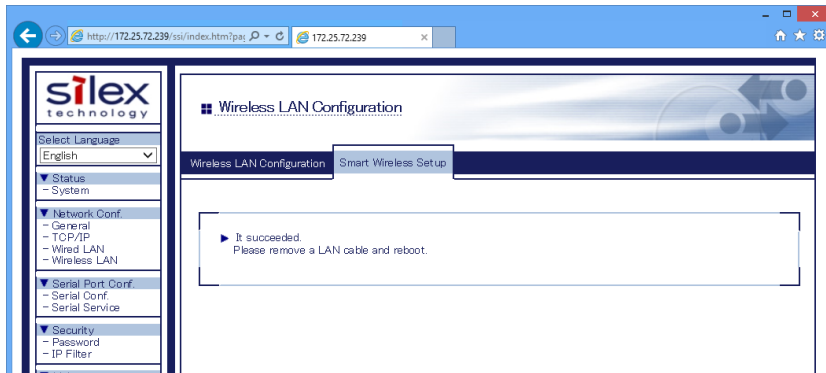 http://172.25.72.239/ssi/index.htm?pag
172.25.72.239
silex
technology
Select Language
English
▼ Status
- System
▼ Network Conf.
- General
- TCP/IP
- Wired LAN
- Wireless LAN
▼ Serial Port Conf.
- Serial Conf.
- Serial Service
▼ Security
- Password
- IP Filter
Wireless LAN Configuration
Wireless LAN Configuration
Smart Wireless Setup
It succeeded.
Please remove a LAN cable and reboot.